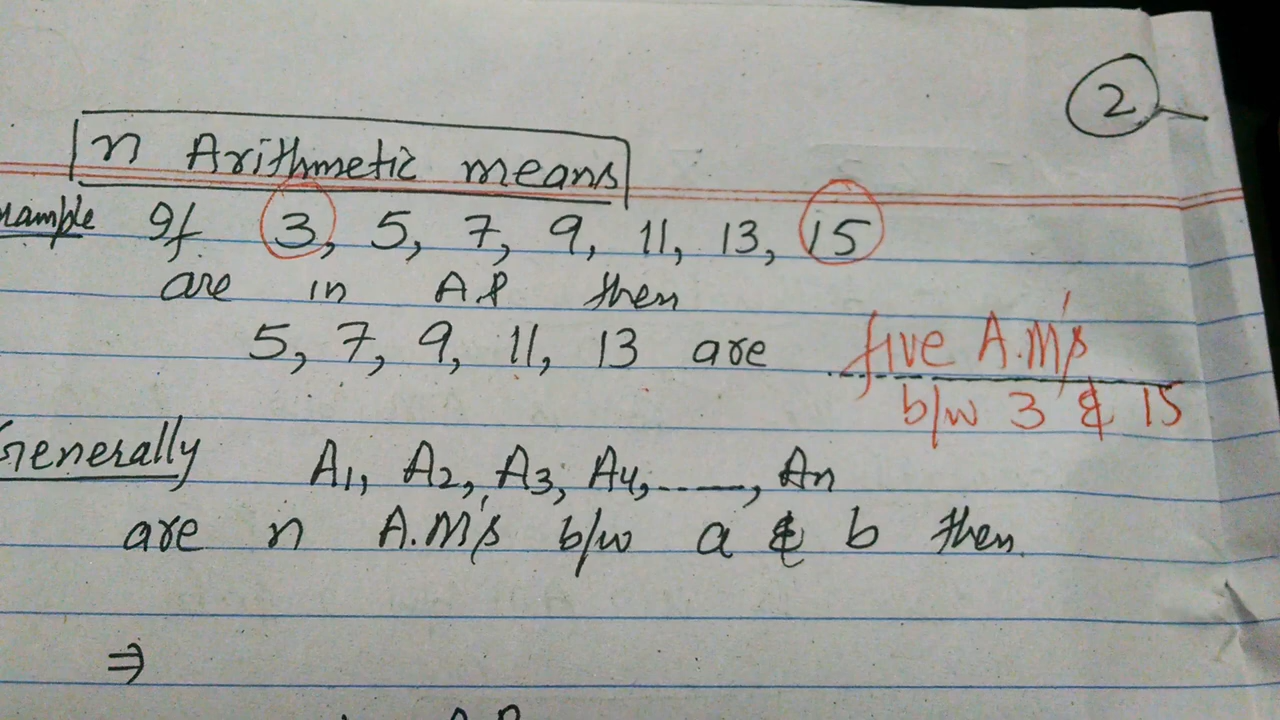 2
n Arithmetic means
xample If 3, 5, 7, 9, 11, 13, 15
are in A.P then
5, 7, 9, 11, 13 are five A.M's
b/w 3 & 15
Generally A1, A2, A3, A4, ......, An
are n A.M's b/w a & b then
⇒